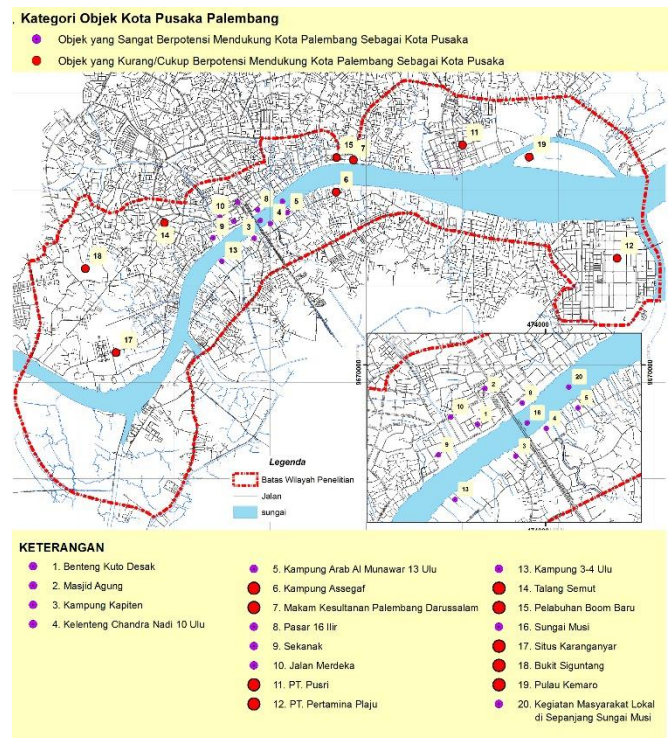 . Kategori Objek Kota Pusaka Palembang
Objek yang Sangat Berpotensi Mendukung Kota Palembang Sebagai Kota Pusaka
Objek yang Kurang/Cukup Berpotensi Mendukung Kota Palembang Sebagai Kota Pusaka
11
15
7
19
6
10
8
5
4
14
9
3
13
18
12
17
474000
9670000
9670000
2
20
8
5
10
1
16
4
9
3
13
474000
Legenda
Batas Wilayah Penelitian
Jalan
sungai
KETERANGAN
1. Benteng Kuto Desak
2. Masjid Agung
3. Kampung Kapiten
4. Kelenteng Chandra Nadi 10 Ulu
5. Kampung Arab Al Munawar 13 Ulu
6. Kampung Assegaf
7. Makam Kesultanan Palembang Darussalam
8. Pasar 16 Ilir
9. Sekanak
10. Jalan Merdeka
11. PT. Pusri
12. PT. Pertamina Plaju
13. Kampung 3-4 Ulu
14. Talang Semut
15. Pelabuhan Boom Baru
16. Sungai Musi
17. Situs Karanganyar
18. Bukit Siguntang
19. Pulau Kemaro
20. Kegiatan Masyarakat Lokal
di Sepanjang Sungai Musi